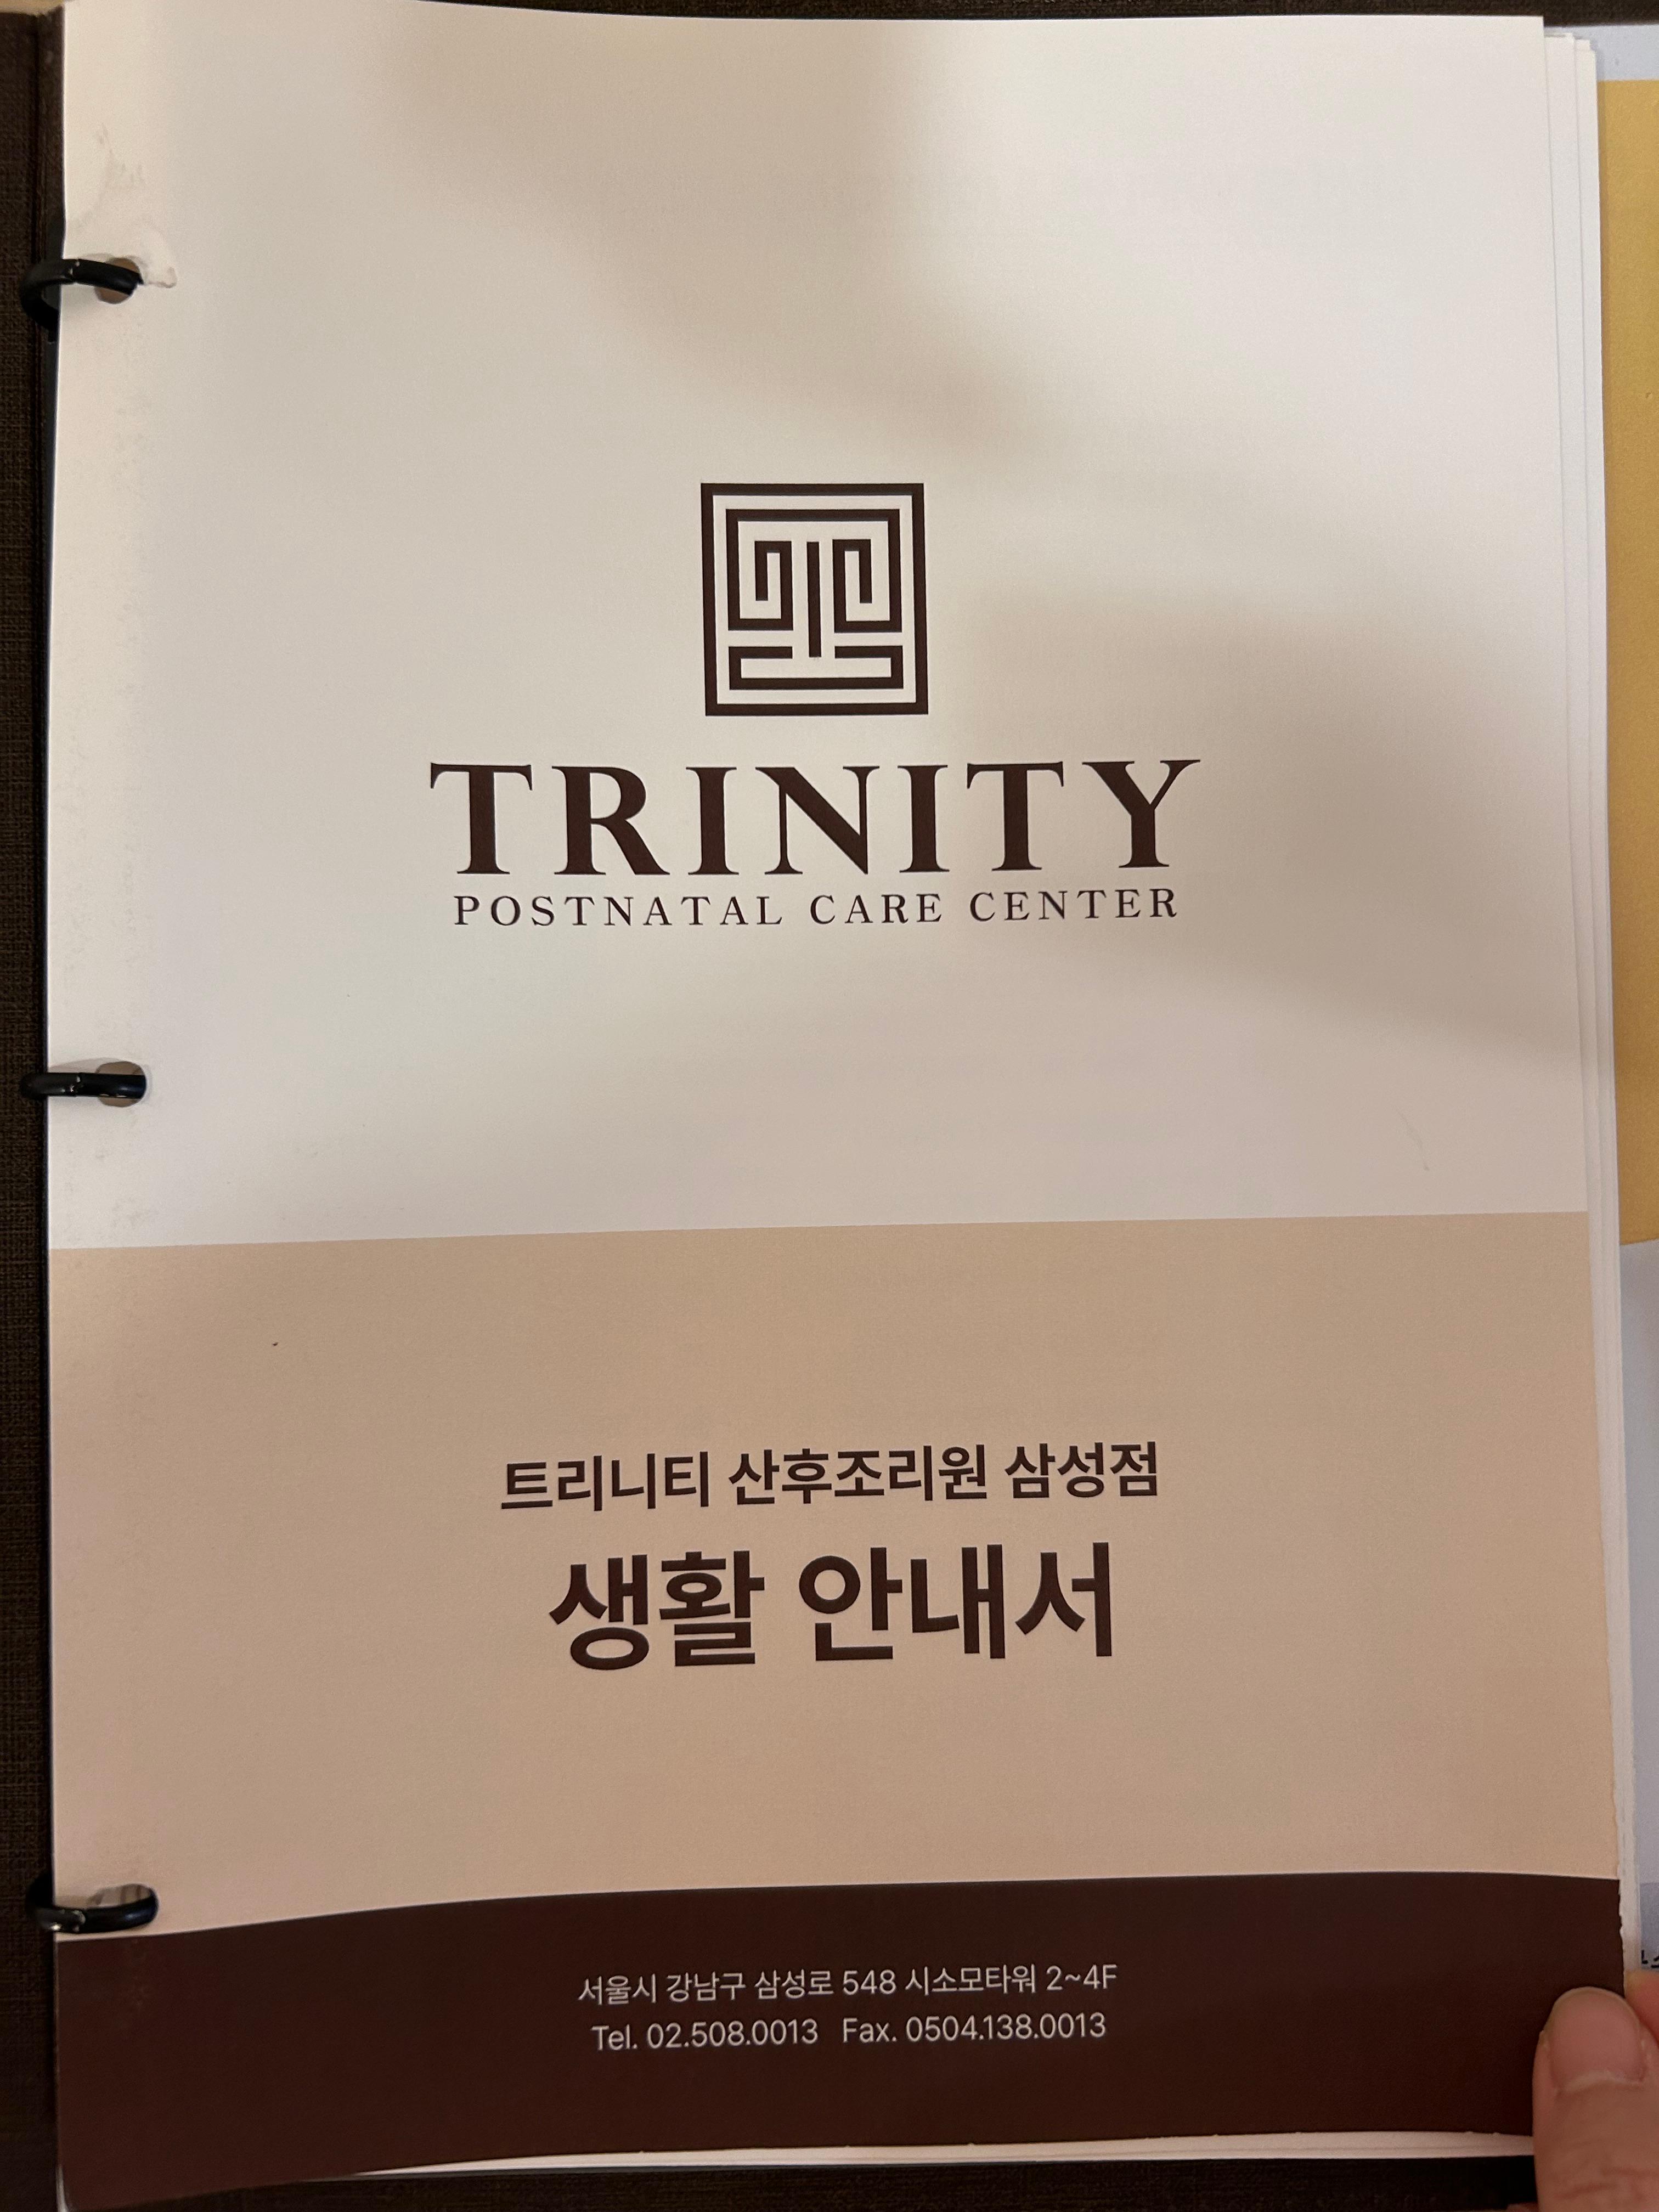 TRINITY
POSTNATAL CARE CENTER
트리니티 산후조리원 삼성점
생활 안내서
서울시 강남구 삼성로 548 시소모타워 2~4F
Tel. 02.508.0013 Fax. 0504.138.0013